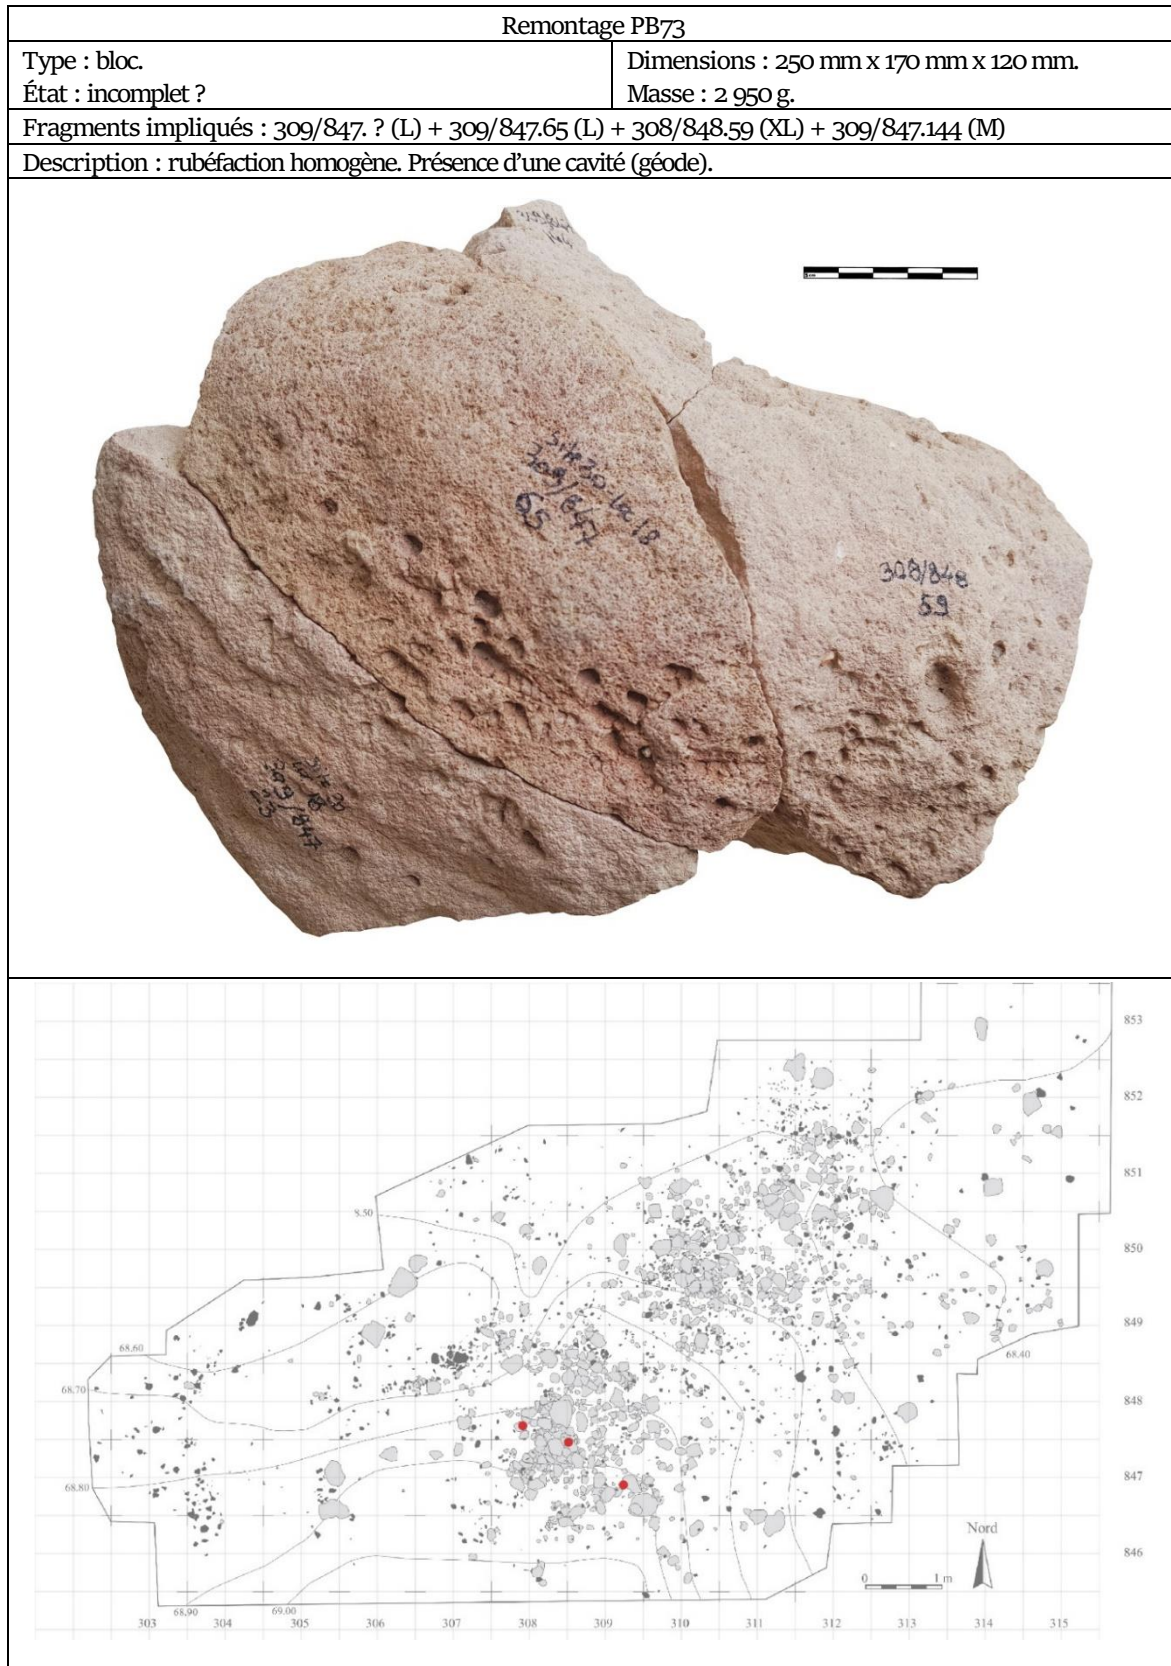 Remontage PB73
Type : bloc.
État : incomplet ?
Dimensions : 250 mm x 170 mm x 120 mm.
Masse : 2 950 g.
Fragments impliqués : 309/847. ? (L) + 309/847.65 (L) + 308/848.59 (XL) + 309/847.144 (M)
Description : rubéfaction homogène. Présence d’une cavité (géode).
Site 30 loc 18
309/847
65
308/848
59
309/847
853
852
851
8.50
850
849
68.60
68.40
68.70
848
847
68.80
Nord
846
0 1 m
68.90
69.00
303 304 305 306 307 308 309 310 311 312 313 314 315